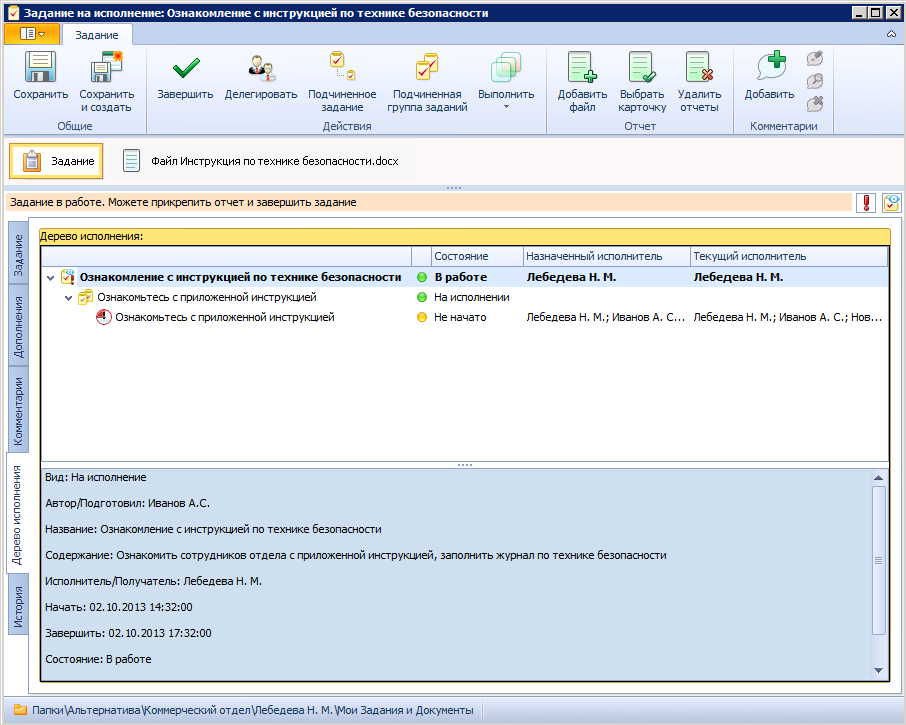 Задание на исполнение: Ознакомление с инструкцией по технике безопасности
Задание
Сохранить
Сохранить и создать
Общие
Завершить
Делегировать
Подчиненное задание
Подчиненная группа заданий
Выполнить
Действия
Добавить файл
Выбрать карточку
Удалить отчеты
Отчет
Добавить
Комментарии
Задание
Файл Инструкция по технике безопасности.docx
Задание в работе. Можете прикрепить отчет и завершить задание
Задание
Дополнения
Комментарии
Дерево исполнения
История
Дерево исполнения:
Состояние Назначенный исполнитель Текущий исполнитель
Ознакомление с инструкцией по технике безопасности В работе Лебедева Н. М. Лебедева Н. М.
Ознакомьтесь с приложенной инструкцией На исполнении
Ознакомьтесь с приложенной инструкцией Не начато Лебедева Н. М.; Иванов А. С... Лебедева Н. М.; Иванов А. С.; Нов...
Вид: На исполнение
Автор/Подготовил: Иванов А.С.
Название: Ознакомление с инструкцией по технике безопасности
Содержание: Ознакомить сотрудников отдела с приложенной инструкцией, заполнить журнал по технике безопасности
Исполнитель/Получатель: Лебедева Н. М.
Начать: 02.10.2013 14:32:00
Завершить: 02.10.2013 17:32:00
Состояние: В работе
Папки\Альтернатива\Коммерческий отдел\Лебедева Н. М.\Мои Задания и Документы